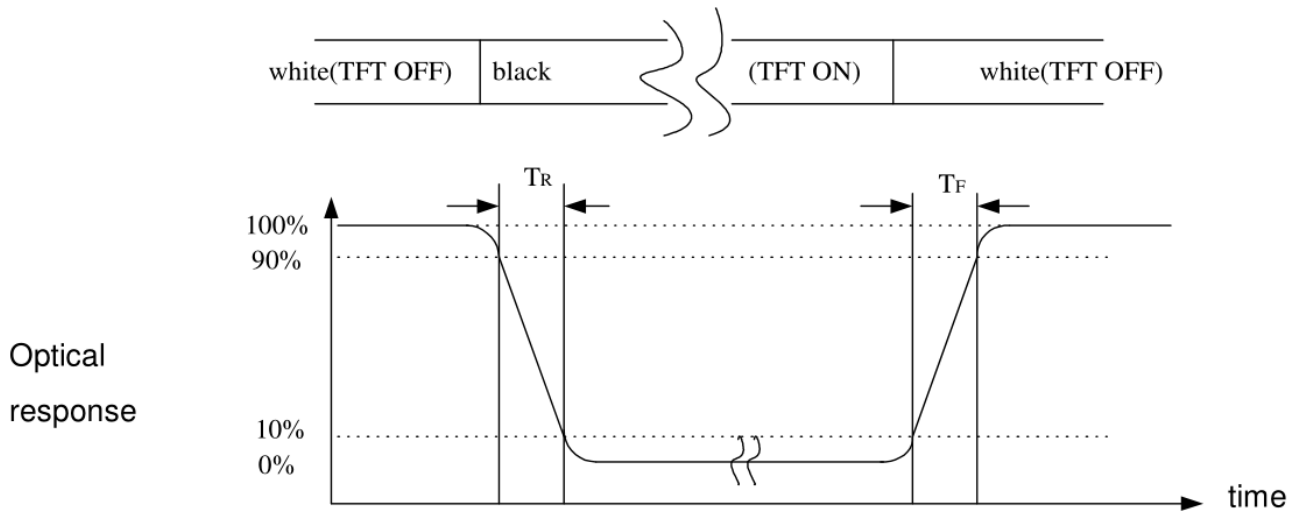 white(TFT OFF) black (TFT ON) white(TFT OFF)
TR TF
100%
90%
Optical
response
10%
0%
time